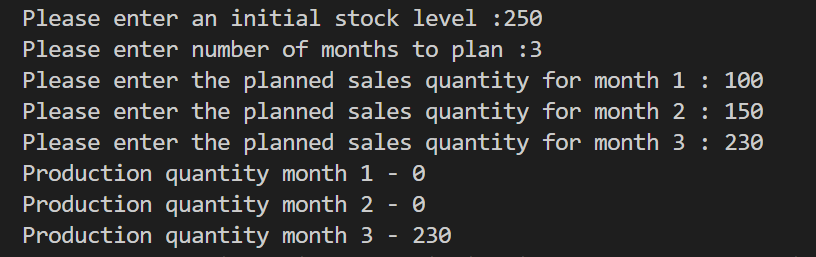 Please enter an initial stock level :250
Please enter number of months to plan :3
Please enter the planned sales quantity for month 1 : 100
Please enter the planned sales quantity for month 2 : 150
Please enter the planned sales quantity for month 3 : 230
Production quantity month 1 - 0
Production quantity month 2 - 0
Production quantity month 3 - 230